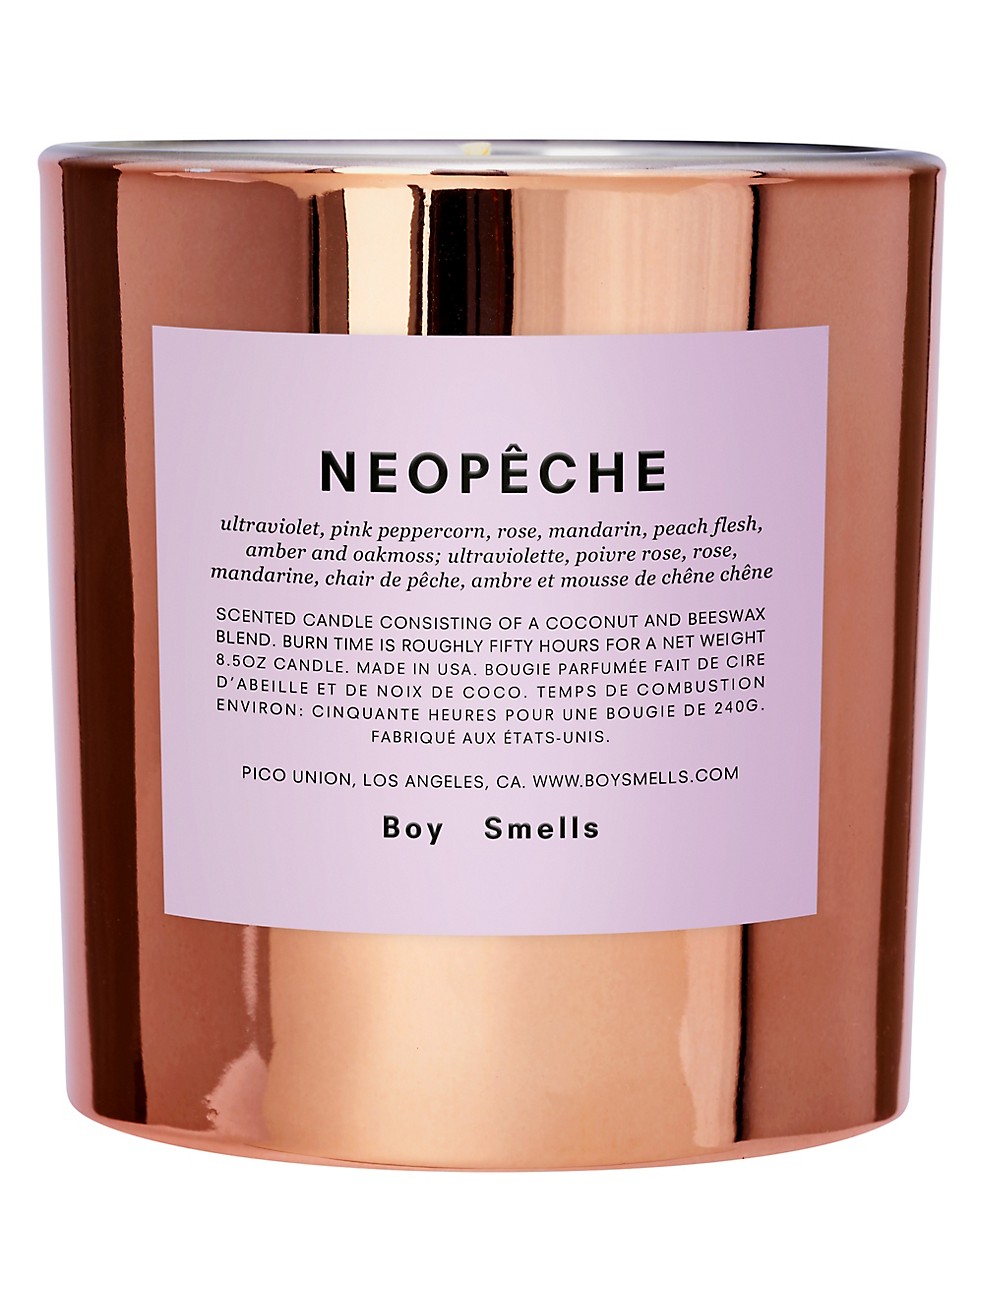 NEOPÊCHE
ultraviolet, pink peppercorn, rose, mandarin, peach flesh,
amber and oakmoss; ultraviolette, poivre rose, rose,
mandarine, chair de pêche, ambre et mousse de chêne chêne
SCENTED CANDLE CONSISTING OF A COCONUT AND BEESWAX
BLEND. BURN TIME IS ROUGHLY FIFTY HOURS FOR A NET WEIGHT
8.5OZ CANDLE. MADE IN USA. BOUGIE PARFUMÉE FAIT DE CIRE
D'ABEILLE ET DE NOIX DE COCO. TEMPS DE COMBUSTION
ENVIRON: CINQUANTE HEURES POUR UNE BOUGIE DE 240G.
FABRIQUÉ AUX ÉTATS-UNIS.
PICO UNION, LOS ANGELES, CA. WWW.BOYSMELLS.COM
Boy Smells